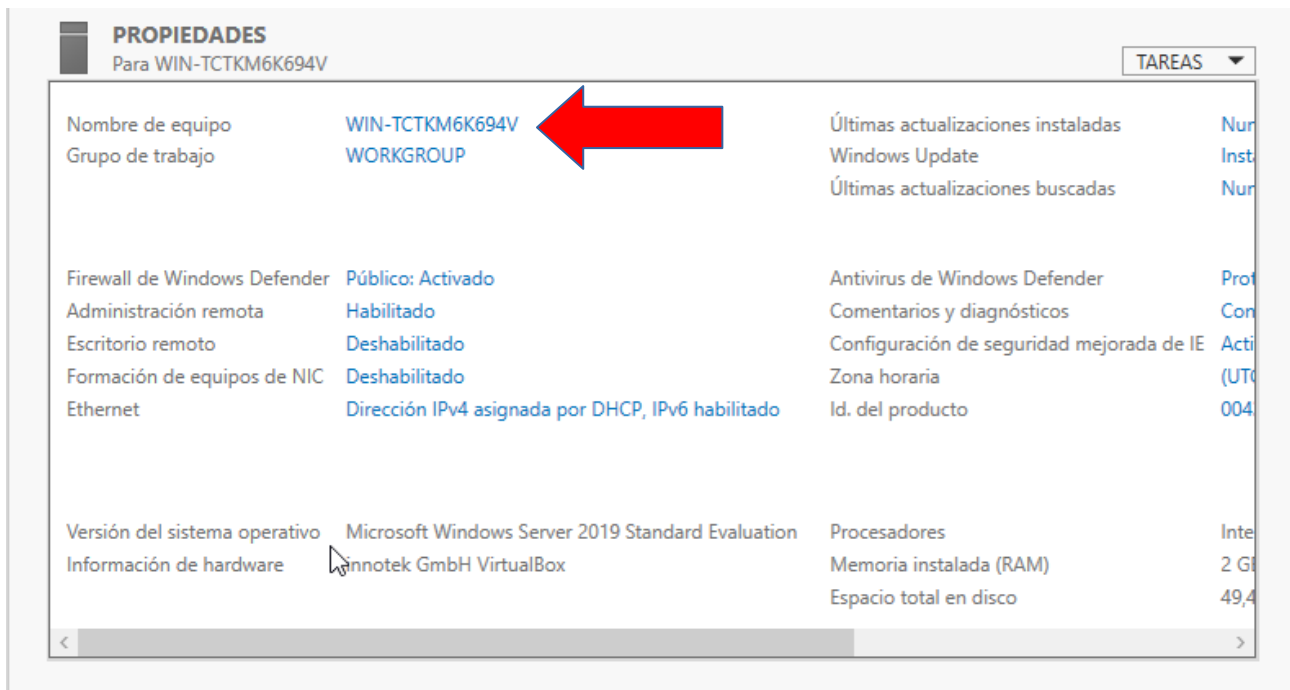 PROPIEDADES
Para WIN-TCTKM6K694V
TAREAS
Nombre de equipo WIN-TCTKM6K694V Últimas actualizaciones instaladas
Grupo de trabajo WORKGROUP Windows Update
Últimas actualizaciones buscadas
Firewall de Windows Defender Público: Activado Antivirus de Windows Defender
Administración remota Habilitado Comentarios y diagnósticos
Escritorio remoto Deshabilitado Configuración de seguridad mejorada de IE
Formación de equipos de NIC Deshabilitado Zona horaria
Ethernet Dirección IPv4 asignada por DHCP, IPv6 habilitado Id. del producto
Versión del sistema operativo Microsoft Windows Server 2019 Standard Evaluation Procesadores
Información de hardware innotek GmbH VirtualBox Memoria instalada (RAM) 2
Espacio total en disco 49,4